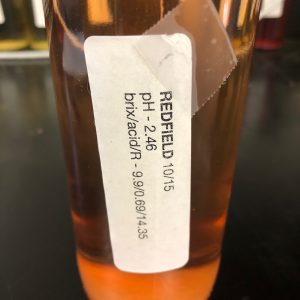 REDFIELD 10/15
pH - 2.46
brix/acid/R - 9.9/0.69/14.35